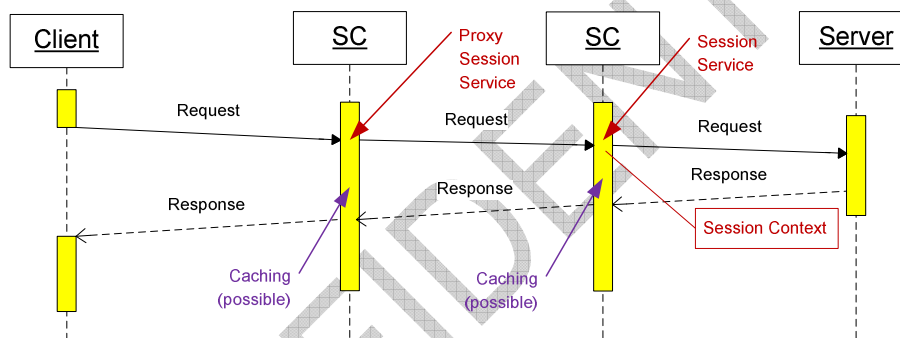 Client
SC
SC
Server
Proxy
Session
Service
Session
Service
Request
Request
Request
Response
Response
Response
Session Context
Caching
(possible)
Caching
(possible)
FIDENT